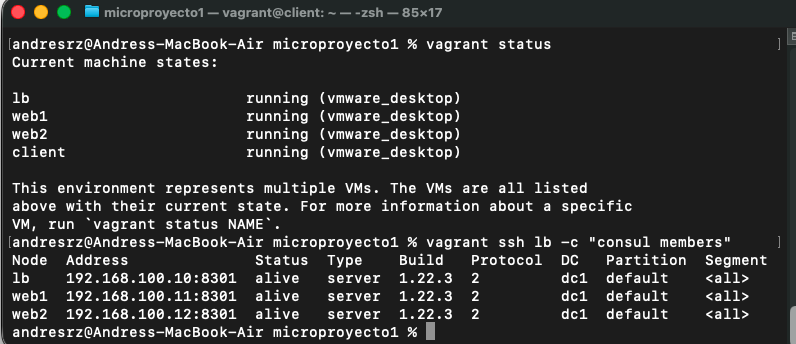 microproyecto1 — vagrant@client: ~ — -zsh — 85×17
[andresrz@Andress-MacBook-Air microproyecto1 % vagrant status ]
Current machine states:
lb running (vmware_desktop)
web1 running (vmware_desktop)
web2 running (vmware_desktop)
client running (vmware_desktop)
This environment represents multiple VMs. The VMs are all listed
above with their current state. For more information about a specific
VM, run `vagrant status NAME`.
[andresrz@Andress-MacBook-Air microproyecto1 % vagrant ssh lb -c "consul members" ]
Node Address Status Type Build Protocol DC Partition Segment
lb 192.168.100.10:8301 alive server 1.22.3 2 dc1 default <all>
web1 192.168.100.11:8301 alive server 1.22.3 2 dc1 default <all>
web2 192.168.100.12:8301 alive server 1.22.3 2 dc1 default <all>
andresrz@Andress-MacBook-Air microproyecto1 %